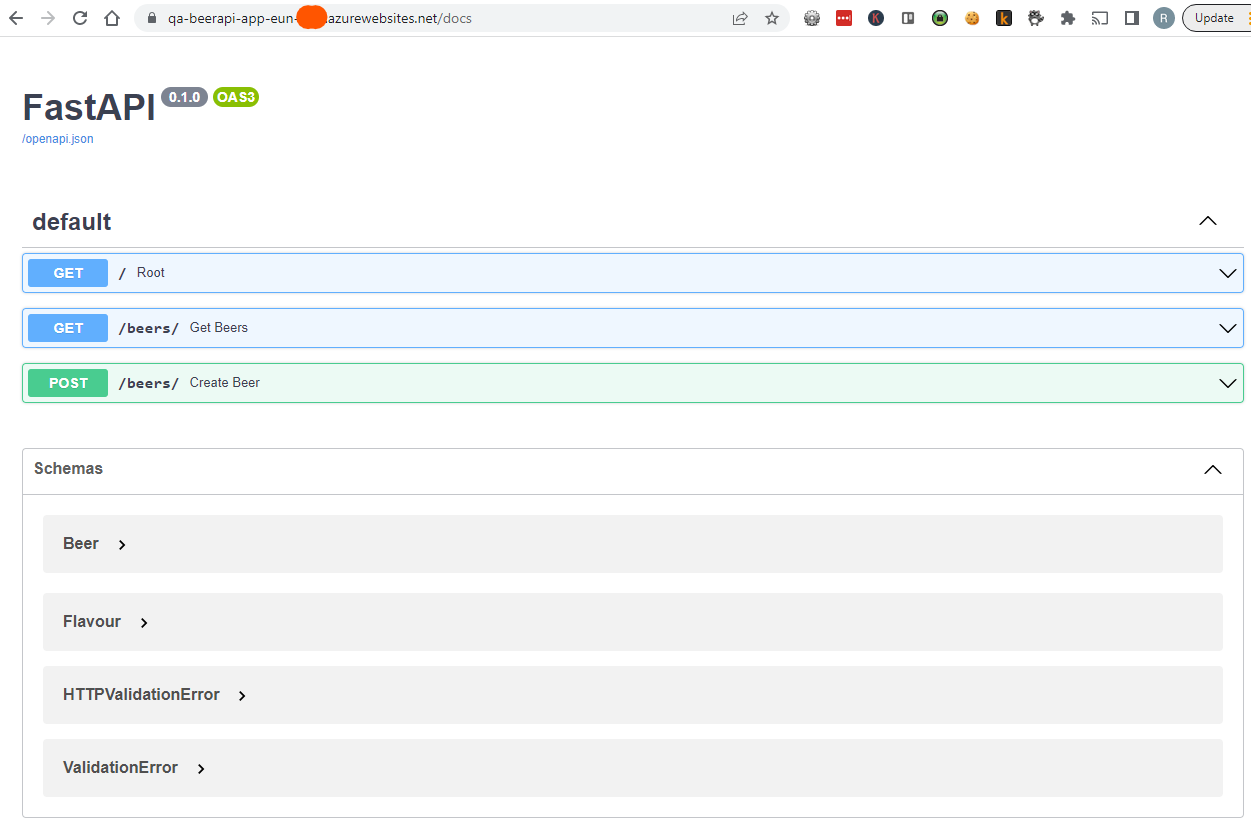 qa-beerapi-app-eun- .azurewebsites.net/docs
K
k
R
Update
FastAPI 0.1.0 OAS3
/openapi.json
default
GET / Root
GET /beers/ Get Beers
POST /beers/ Create Beer
Schemas
Beer
Flavour
HTTPValidationError
ValidationError